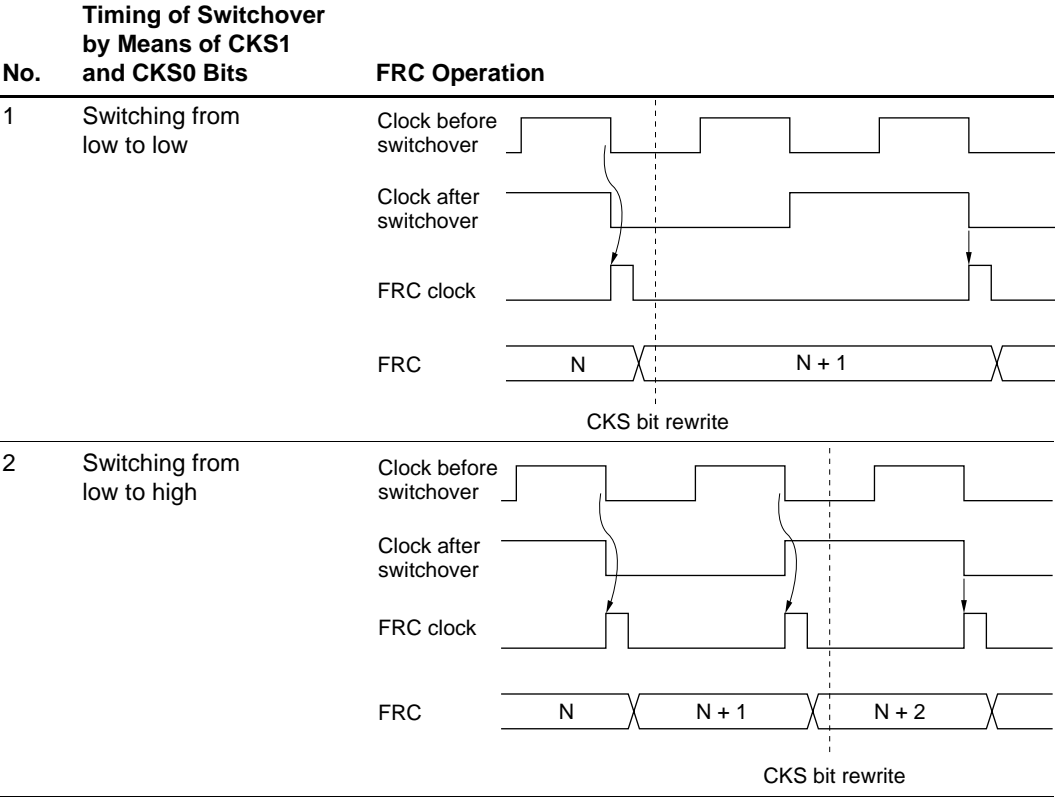 No.
Timing of Switchover
by Means of CKS1
and CKS0 Bits
FRC Operation
1
Switching from
low to low
Clock before
switchover
Clock after
switchover
FRC clock
FRC
N
N + 1
CKS bit rewrite
2
Switching from
low to high
Clock before
switchover
Clock after
switchover
FRC clock
FRC
N
N + 1
N + 2
CKS bit rewrite